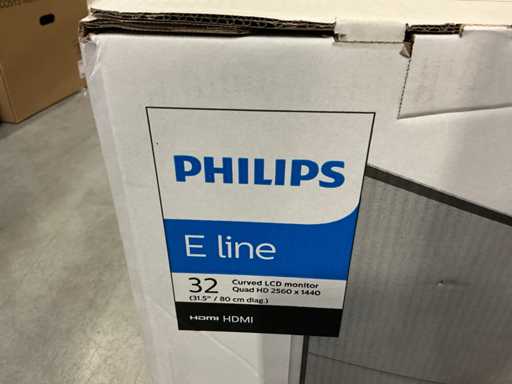 PHILIPS
E line
32
Curved LCD monitor
Quad HD 2560 x 1440
(31.5" / 80 cm diag.)
HDMI HDMI